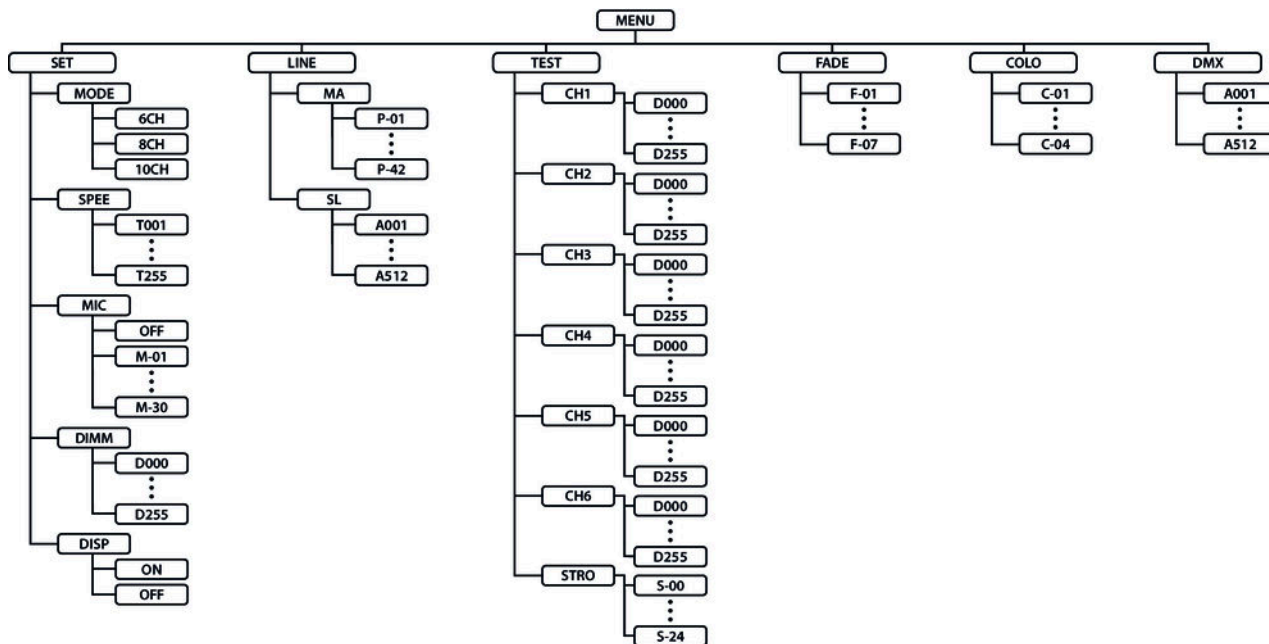 MENU
SET
MODE
6CH
8CH
10CH
SPEE
T001
T255
MIC
OFF
M-01
M-30
DIMM
D000
D255
DISP
ON
OFF
LINE
MA
P-01
P-42
SL
A001
A512
TEST
CH1
D000
D255
CH2
D000
D255
CH3
D000
D255
CH4
D000
D255
CH5
D000
D255
CH6
D000
D255
STRO
S-00
S-24
FADE
F-01
F-07
COLO
C-01
C-04
DMX
A001
A512